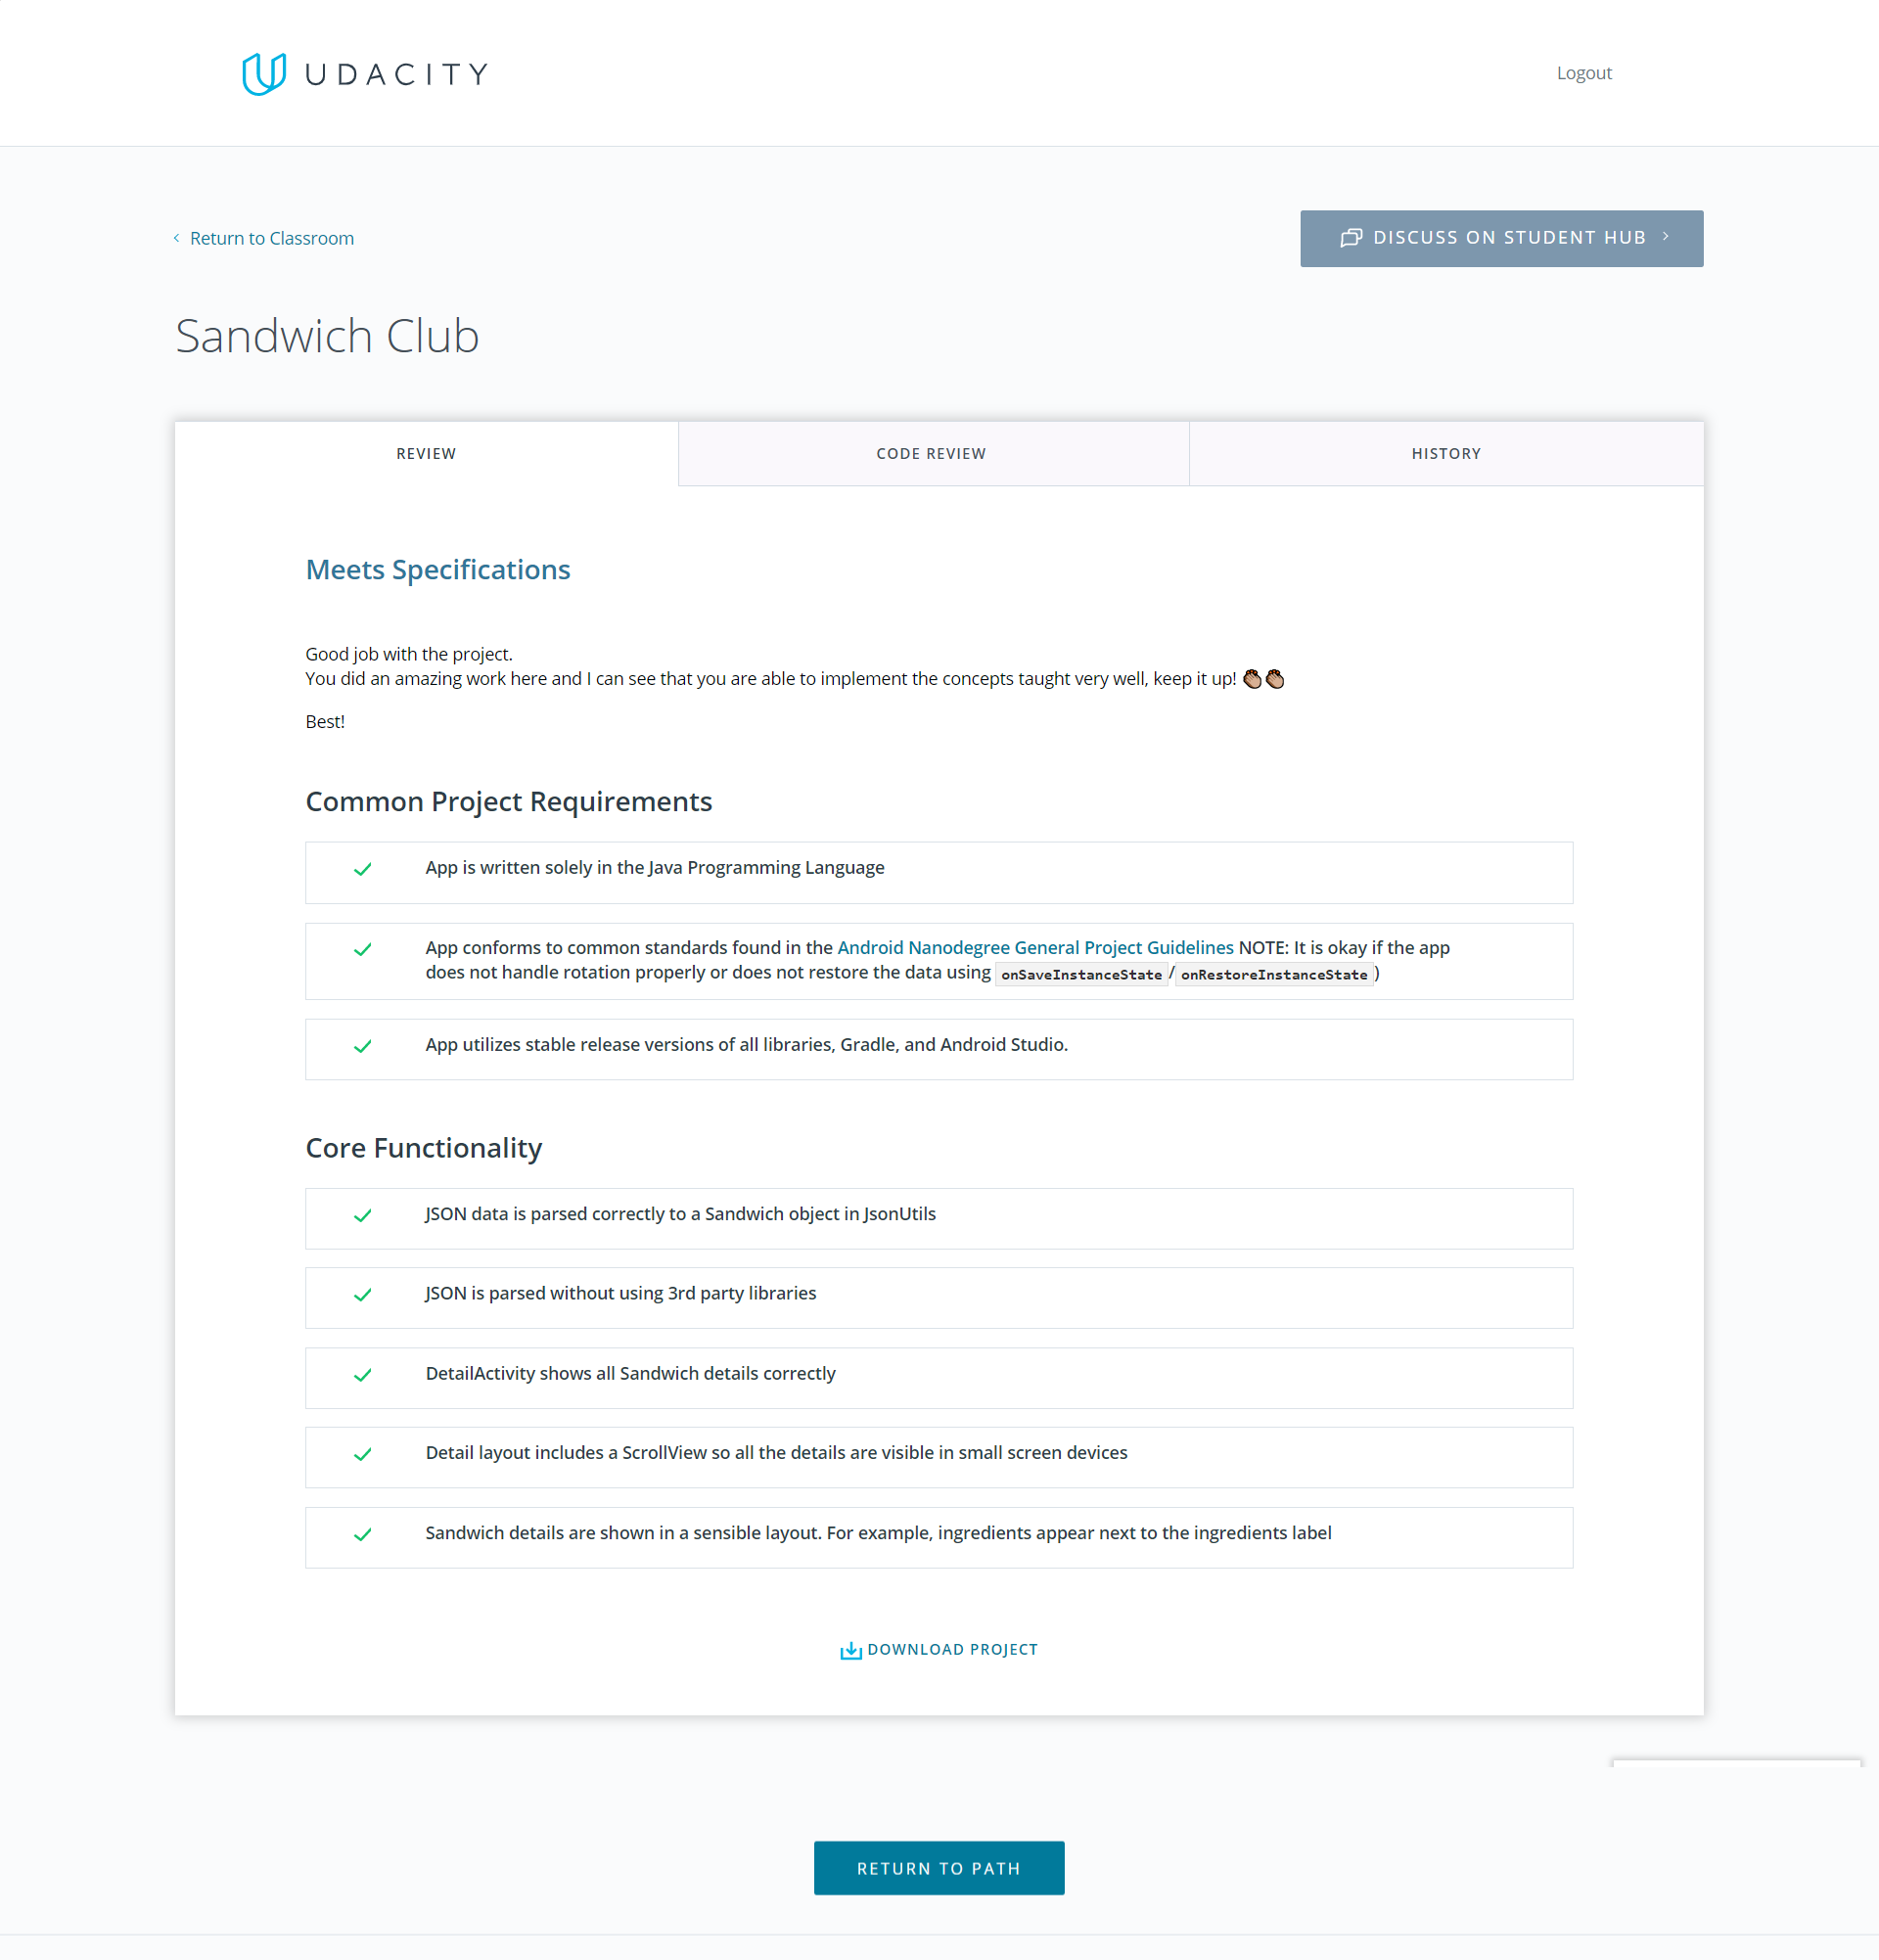 UDACITY
Logout
Return to Classroom
DISCUSS ON STUDENT HUB
Sandwich Club
REVIEW
CODE REVIEW
HISTORY
Meets Specifications
Good job with the project.
You did an amazing work here and I can see that you are able to implement the concepts taught very well, keep it up! 👏🏽👏🏽
Best!
Common Project Requirements
App is written solely in the Java Programming Language
App conforms to common standards found in the Android Nanodegree General Project Guidelines NOTE: It is okay if the app
does not handle rotation properly or does not restore the data using onSaveInstanceState/onRestoreInstanceState)
App utilizes stable release versions of all libraries, Gradle, and Android Studio.
Core Functionality
JSON data is parsed correctly to a Sandwich object in JsonUtils
JSON is parsed without using 3rd party libraries
DetailActivity shows all Sandwich details correctly
Detail layout includes a ScrollView so all the details are visible in small screen devices
Sandwich details are shown in a sensible layout. For example, ingredients appear next to the ingredients label
DOWNLOAD PROJECT
RETURN TO PATH